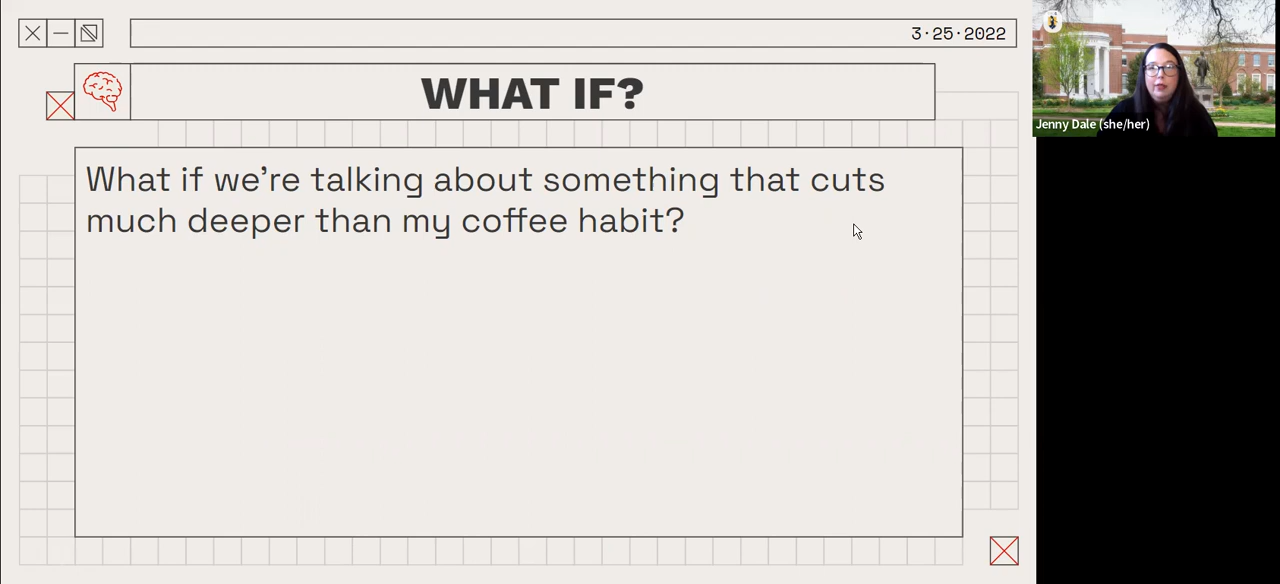 3·25·2022
WHAT IF?
What if we're talking about something that cuts
much deeper than my coffee habit?
Jenny Dale (she/her)